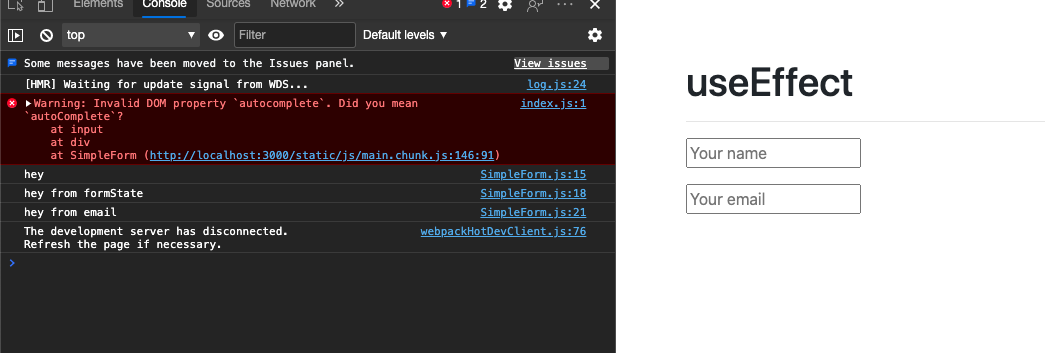 Elements Console Sources Network » 1 2
top Filter Default levels
Some messages have been moved to the Issues panel. View issues
[HMR] Waiting for update signal from WDS... log.js:24
Warning: Invalid DOM property `autocomplete`. Did you mean index.js:1
`autoComplete`?
at input
at div
at SimpleForm (http://localhost:3000/static/js/main.chunk.js:146:91)
hey SimpleForm.js:15
hey from formState SimpleForm.js:18
hey from email SimpleForm.js:21
The development server has disconnected. webpackHotDevClient.js:76
Refresh the page if necessary.
useEffect
Your name
Your email